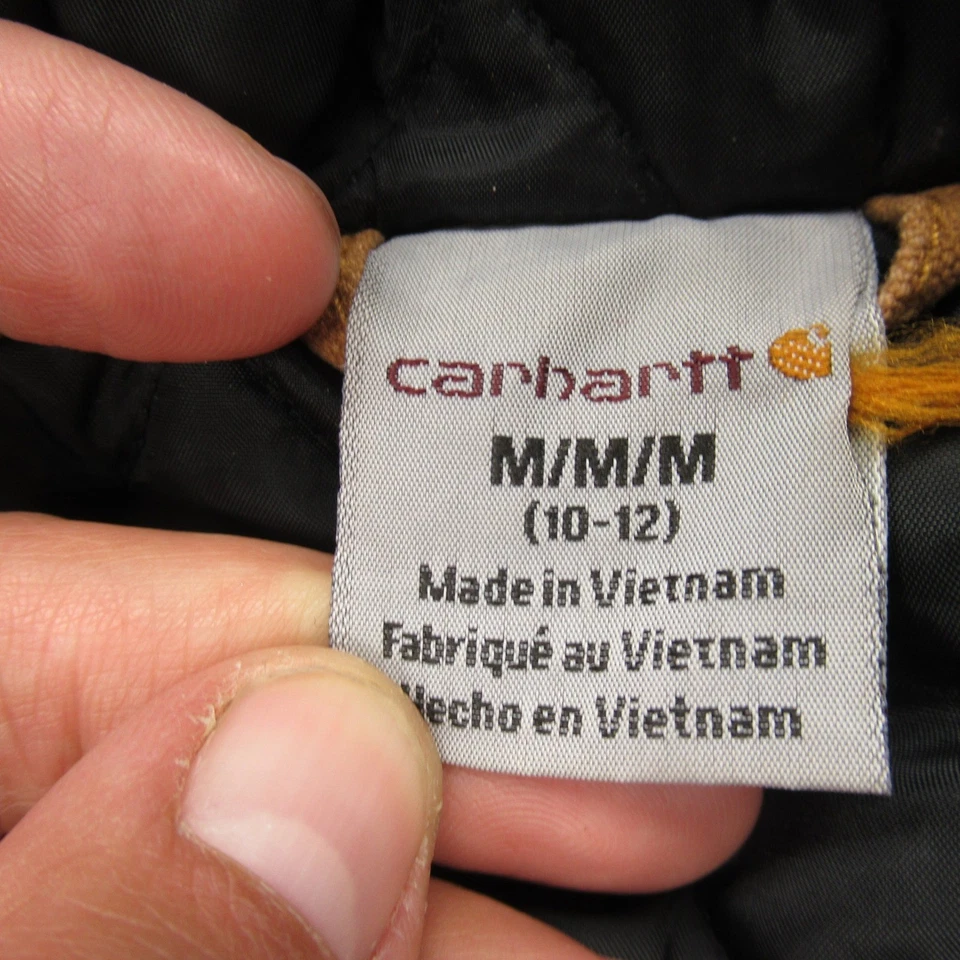 carhartt
M/M/M
(10-12)
Made in Vietnam
Fabriqué au Vietnam
Hecho en Vietnam